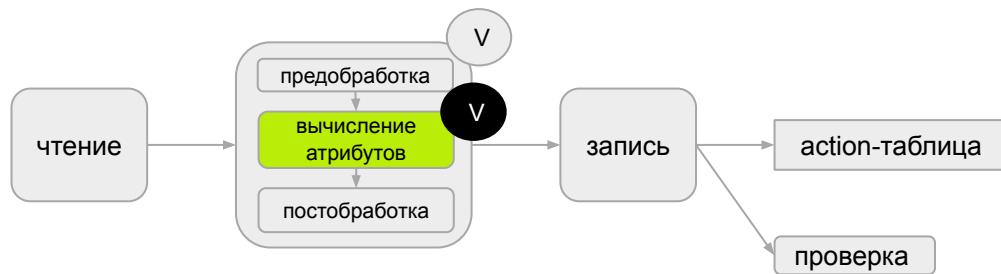 V
предобработка
V
чтение
вычисление
атрибутов
запись
action-таблица
постобработка
проверка